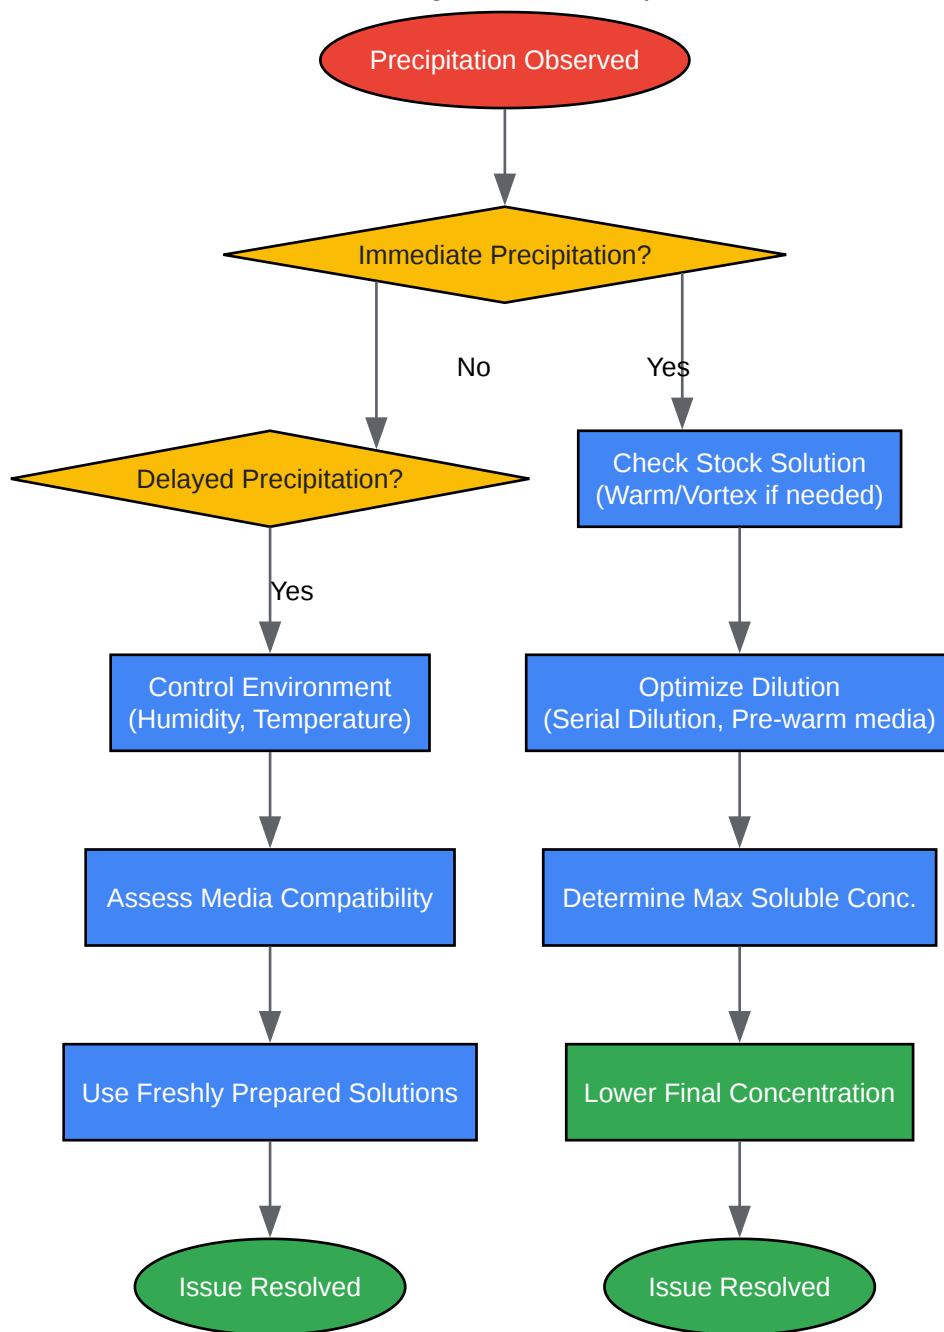 Precipitation Observed
Immediate Precipitation?
No
Yes
Delayed Precipitation?
Check Stock Solution
(Warm/Vortex if needed)
Yes
Control Environment
(Humidity, Temperature)
Optimize Dilution
(Serial Dilution, Pre-warm media)
Assess Media Compatibility
Determine Max Soluble Conc.
Use Freshly Prepared Solutions
Lower Final Concentration
Issue Resolved
Issue Resolved